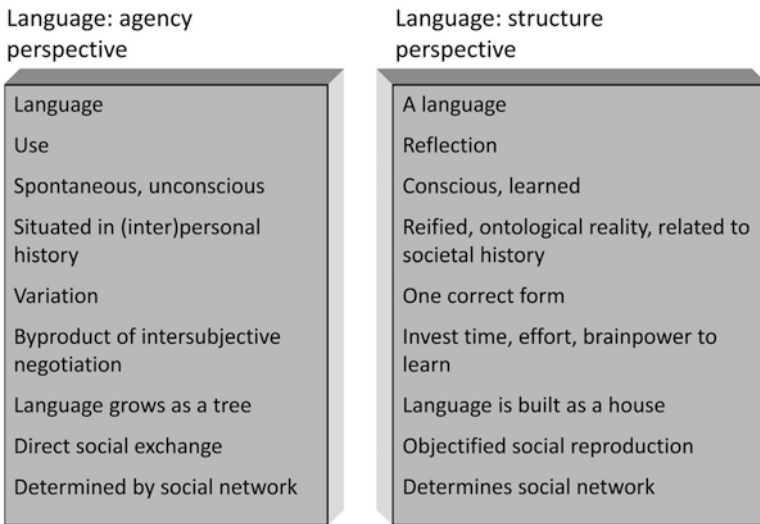 Language: agency
perspective
Language
Use
Spontaneous, unconscious
Situated in (inter)personal
history
Variation
Byproduct of intersubjective
negotiation
Language grows as a tree
Direct social exchange
Determined by social network
Language: structure
perspective
A language
Reflection
Conscious, learned
Reified, ontological reality, related to
societal history
One correct form
Invest time, effort, brainpower to
learn
Language is built as a house
Objectified social reproduction
Determines social network